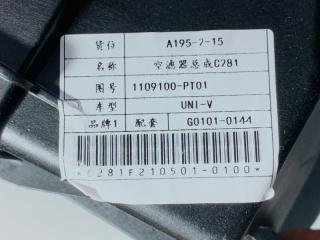 货位 A195-2-15
名称 空滤器总成C281
图号 1109100-PT01
车型 UNI-V
品牌1 配套 G0101-0144
*C281F210501-0100*